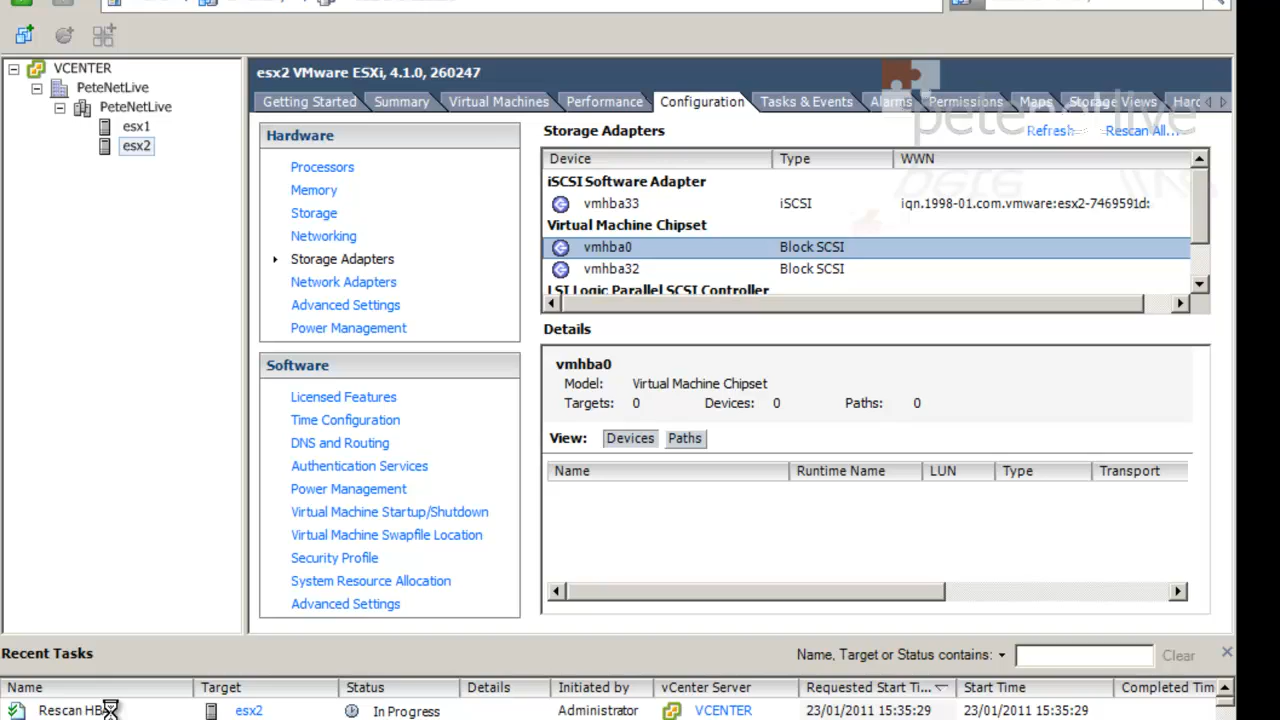 VCENTER
PeteNetLive
PeteNetLive
esx1
esx2
esx2 VMware ESXi, 4.1.0, 260247
Getting Started Summary Virtual Machines Performance Configuration Tasks & Events Alarms Permissions Maps Storage Views Hard
petenetlive
Hardware
Processors
Memory
Storage
Networking
Storage Adapters
Network Adapters
Advanced Settings
Power Management
Software
Licensed Features
Time Configuration
DNS and Routing
Authentication Services
Power Management
Virtual Machine Startup/Shutdown
Virtual Machine Swapfile Location
Security Profile
System Resource Allocation
Advanced Settings
Storage Adapters Refresh Rescan All...
Device Type WWN
iSCSI Software Adapter
vmhba33 iSCSI iqn.1998-01.com.vmware:esx2-7469591d:
Virtual Machine Chipset
vmhba0 Block SCSI
vmhba32 Block SCSI
LSI Logic Parallel SCSI Controller
Details
vmhba0
Model: Virtual Machine Chipset
Targets: 0 Devices: 0 Paths: 0
View: Devices Paths
Name Runtime Name LUN Type Transport
Recent Tasks Name, Target or Status contains: Clear
Name Target Status Details Initiated by vCenter Server Requested Start Ti... Start Time Completed Tim
Rescan HB esx2 In Progress Administrator VCENTER 23/01/2011 15:35:29 23/01/2011 15:35:29